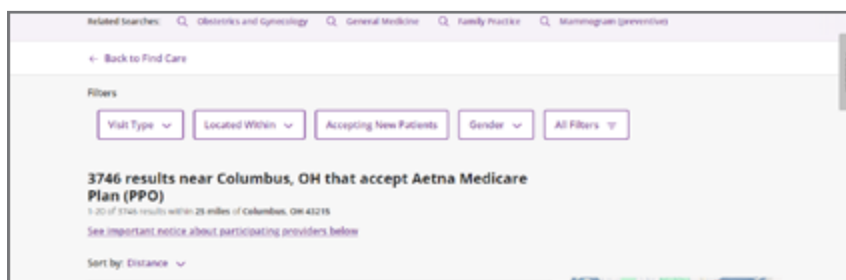 Related Searches: Obstetrics and Gynecology General Medicine Family Practice Mammogram (preventive)
← Back to Find Care
Filters
Visit Type Located Within Accepting New Patients Gender All Filters
3746 results near Columbus, OH that accept Aetna Medicare
Plan (PPO)
1-20 of 3746 results within 25 miles of Columbus, OH 43215
See important notice about participating providers below
Sort by: Distance